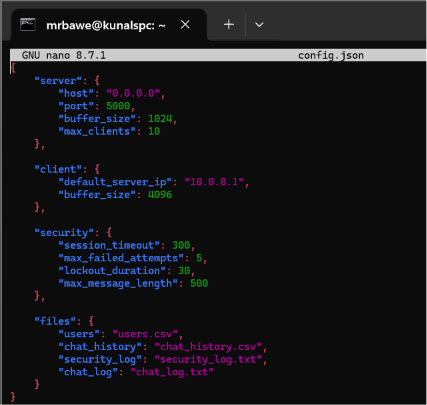 mrbawe@kunalspc: ~
GNU nano 8.7.1 config.json
{
    "server": {
        "host": "0.0.0.0",
        "port": 5000,
        "buffer_size": 1024,
        "max_clients": 10
    },

    "client": {
        "default_server_ip": "10.0.0.1",
        "buffer_size": 4096
    },

    "security": {
        "session_timeout": 300,
        "max_failed_attempts": 5,
        "lockout_duration": 30,
        "max_message_length": 500
    },

    "files": {
        "users": "users.csv",
        "chat_history": "chat_history.csv",
        "security_log": "security_log.txt",
        "chat_log": "chat_log.txt"
    }
}